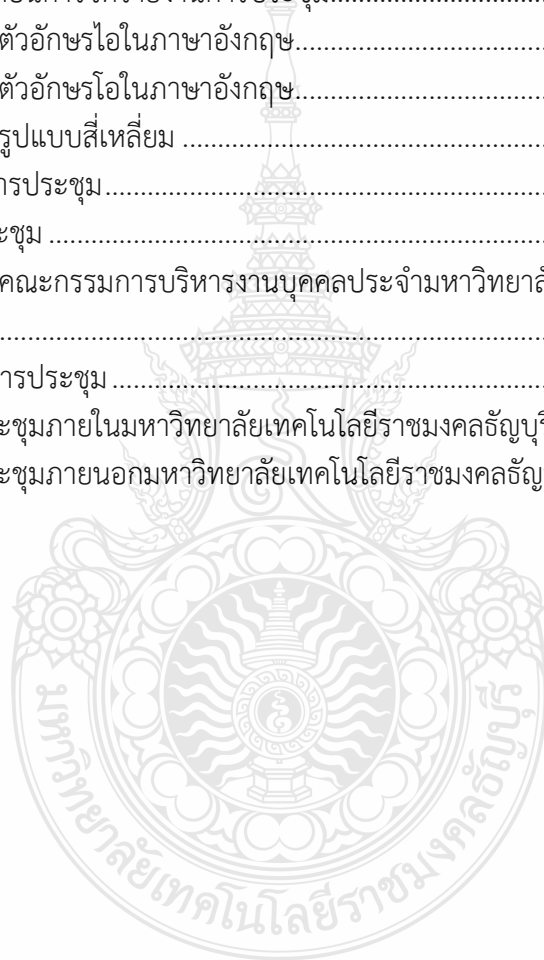 ตัวอักษรไอในภาษาอังกฤษ........................................
ตัวอักษรโอในภาษาอังกฤษ........................................
รูปแบบสี่เหลี่ยม ........................................
ารประชุม........................................
ะชุม ........................................
คณะกรรมการบริหารงานบุคคลประจำมหาวิทยาลั
........................................
ารประชุม ........................................
ะชุมภายในมหาวิทยาลัยเทคโนโลยีราชมงคลธัญบุรี
ะชุมภายนอกมหาวิทยาลัยเทคโนโลยีราชมงคลธัญ
มหาวิทยาลัยเทคโนโลยีราชมงคลธัญบุรี